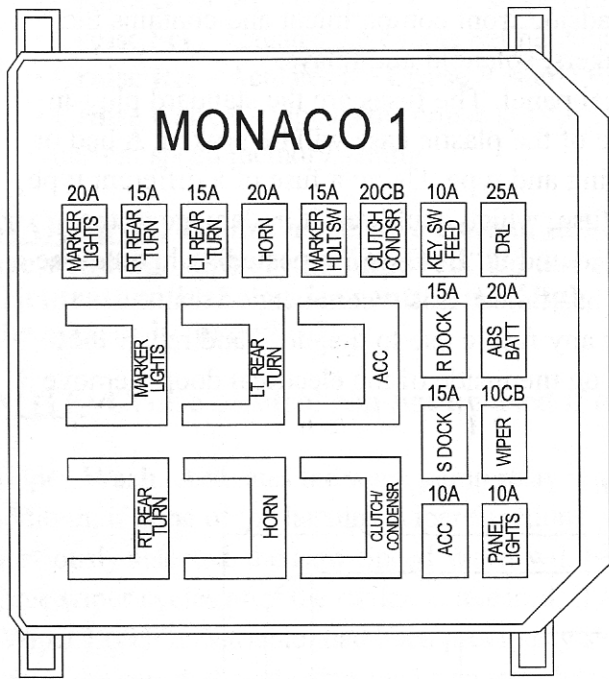 MONACO 1
20A 15A 15A 20A 15A 20CB 10A 25A
MARKER
LIGHTS
RT REAR
TURN
LT REAR
TURN
HORN
MARKER
HDLT SW
CLUTCH
CONDSR
KEY SW
FEED
DRL
15A 20A
MARKER
LIGHTS
LT REAR
TURN
ACC
R DOCK
ABS
BATT
15A 10CB
S DOCK
WIPER
RT REAR
TURN
HORN
CLUTCH/
CONDENSR
10A 10A
ACC
PANEL
LIGHTS